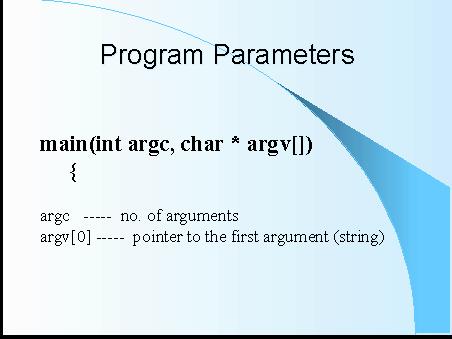 Program Parameters
main(int argc, char * argv[])
{
argc ----- no. of arguments
argv[0] ----- pointer to the first argument (string)